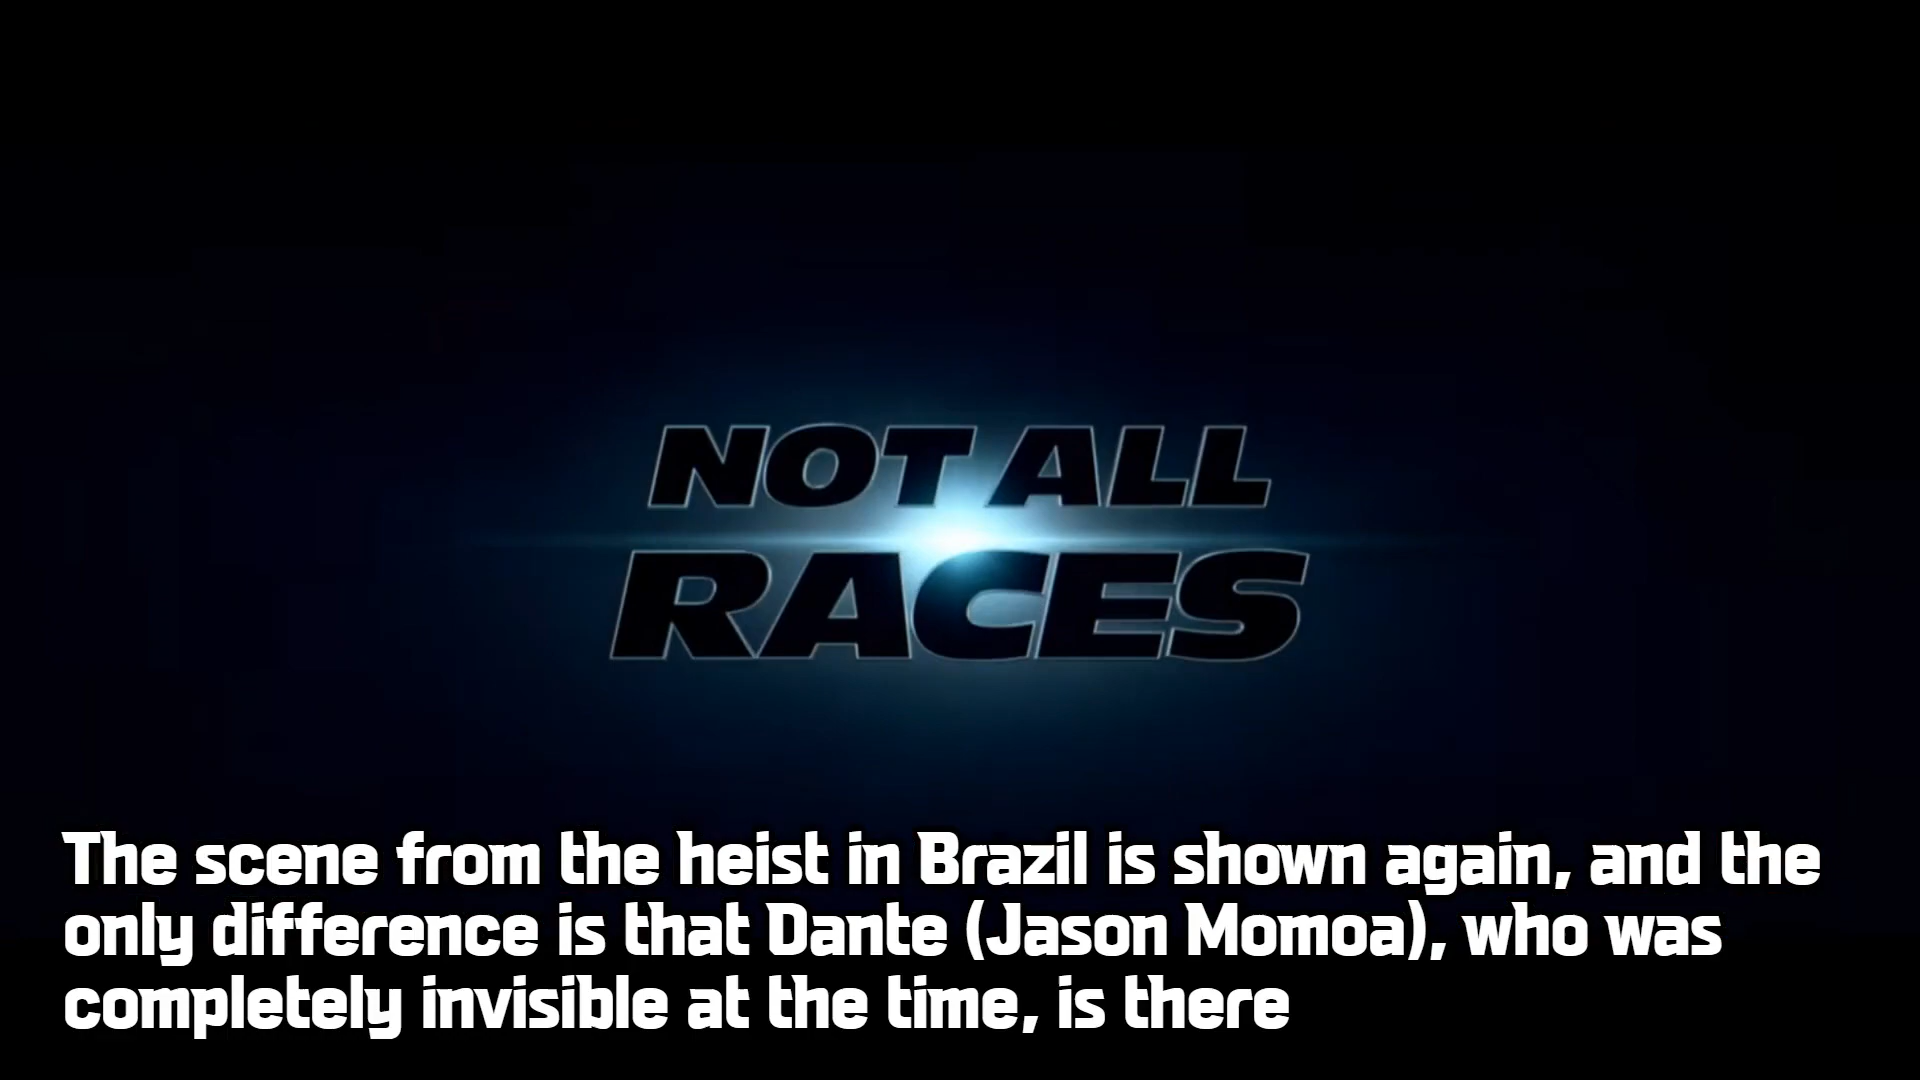 NOT ALL
RACES
The scene from the heist in Brazil is shown again, and the
only difference is that Dante (Jason Momoa), who was
completely invisible at the time, is there